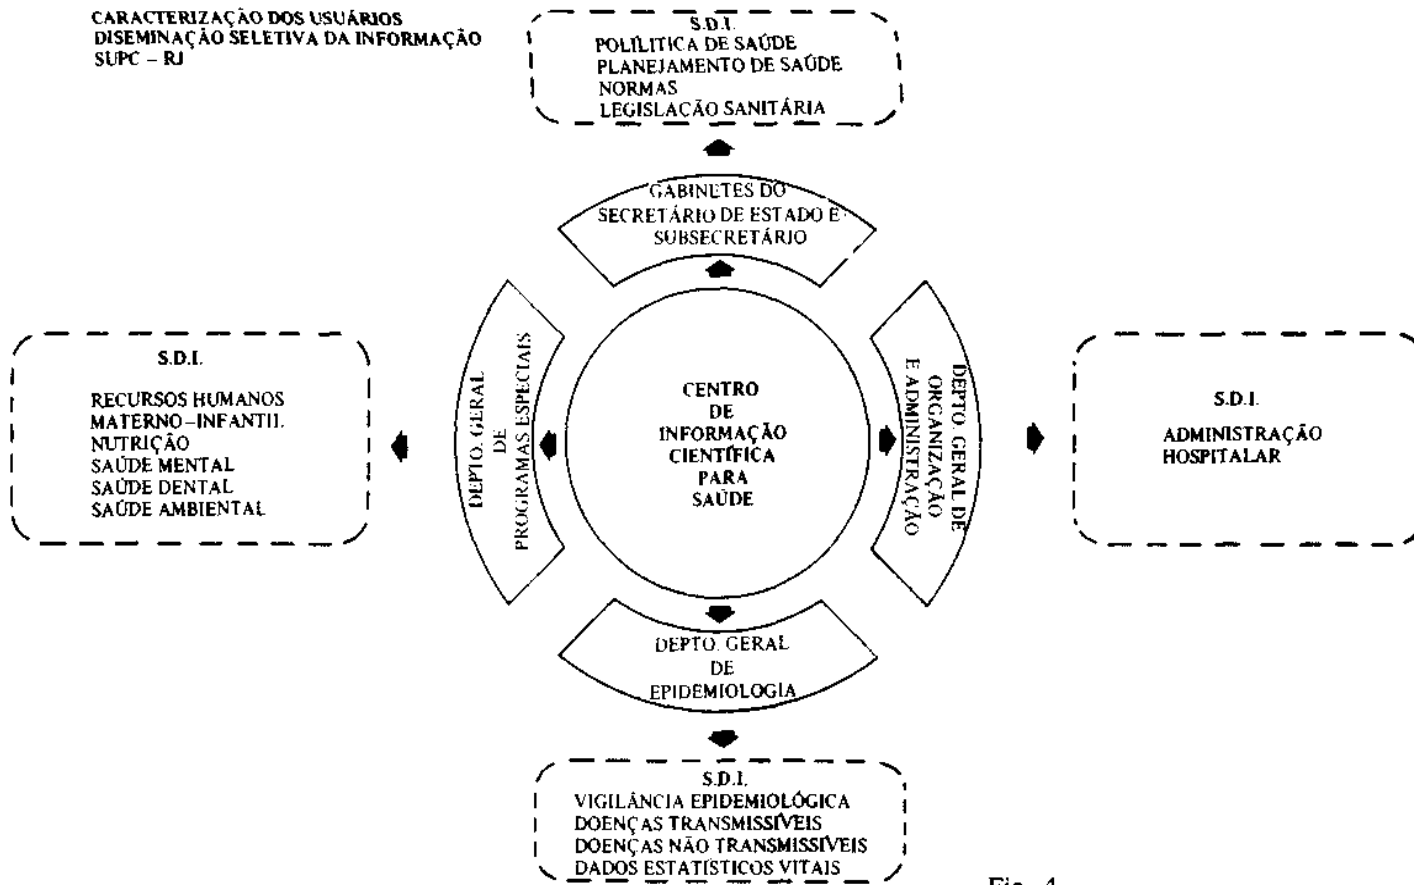 CARACTERIZAÇÃO DOS USUÁRIOS
DISEMINAÇÃO SELETIVA DA INFORMAÇÃO
SUPC – RJ
S.D.I.
POLÍLITICA DE SAÚDE
PLANEJAMENTO DE SAÚDE
NORMAS
LEGISLAÇÃO SANITÁRIA
GABINETES DO
SECRETÁRIO DE ESTADO E
SUBSECRETÁRIO
S.D.I.
RECURSOS HUMANOS
MATERNO–INFANTIL
NUTRIÇÃO
SAÚDE MENTAL
SAÚDE DENTAL
SAÚDE AMBIENTAL
DEPTO. GERAL
DE
PROGRAMAS ESPECIAIS
CENTRO
DE
INFORMAÇÃO
CIENTÍFICA
PARA
SAÚDE
DEPTO. GERAL DE
ORGANIZAÇÃO
E ADMINISTRAÇÃO
S.D.I.
ADMINISTRAÇÃO
HOSPITALAR
DEPTO. GERAL
DE
EPIDEMIOLOGIA
S.D.I.
VIGILÂNCIA EPIDEMIOLÓGICA
DOENÇAS TRANSMISSÍVEIS
DOENÇAS NÃO TRANSMISSÍVEIS
DADOS ESTATÍSTICOS VITAIS